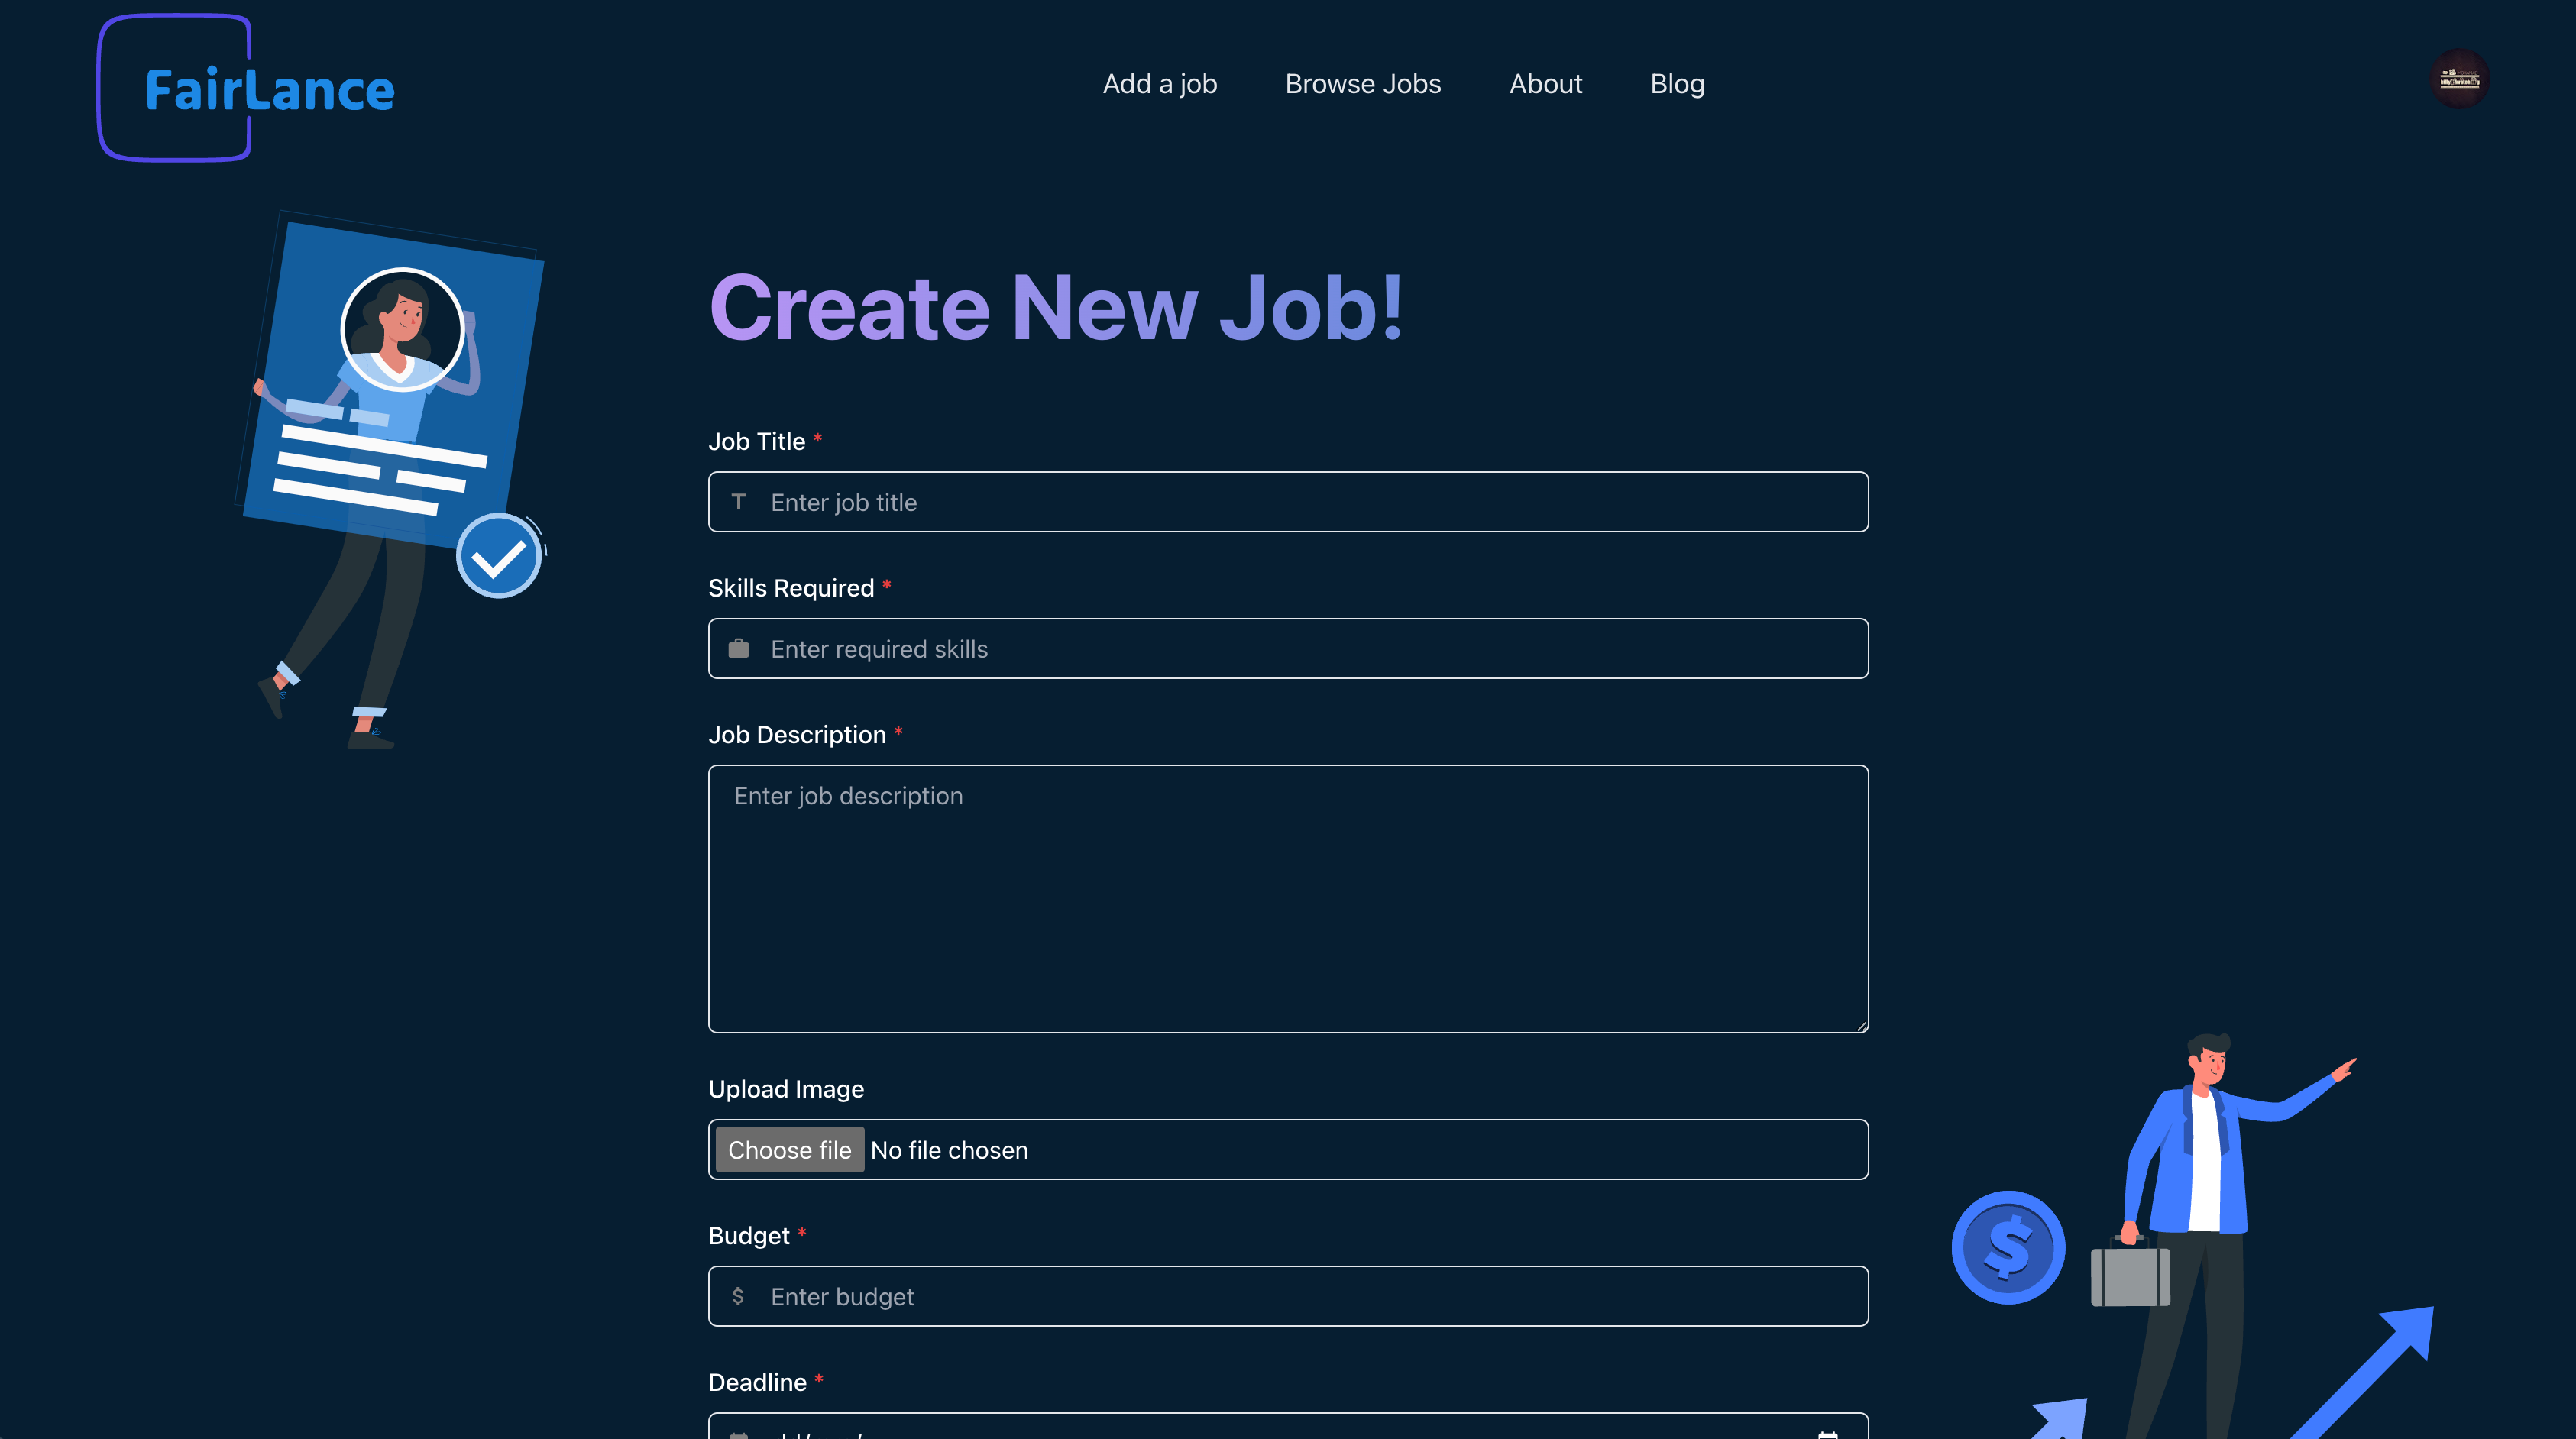 FairLance
Add a job
Browse Jobs
About
Blog
Create New Job!
Job Title *
Enter job title
Skills Required *
Enter required skills
Job Description *
Enter job description
Upload Image
Choose file No file chosen
Budget *
$ Enter budget
Deadline *